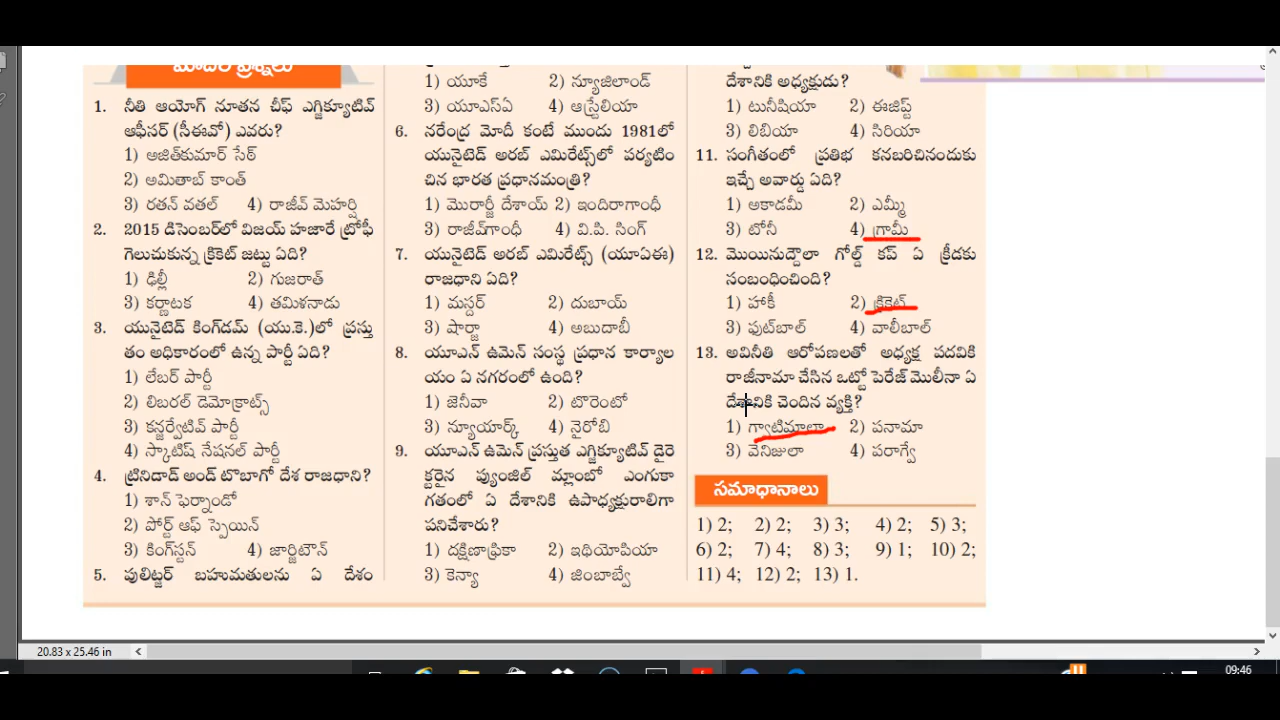 మాదిరి ప్రశ్నలు
1. నీతి ఆయోగ్ నూతన చీఫ్ ఎగ్జిక్యూటివ్
ఆఫీసర్ (సీఈవో) ఎవరు?
1) అజిత్‌కుమార్ సేఠ్
2) అమితాబ్ కాంత్
3) రతన్ వతల్ 4) రాజీవ్ మెహర్షి
2. 2015 డిసెంబర్‌లో విజయ్ హజారే ట్రోఫీ
గెలుచుకున్న క్రికెట్ జట్టు ఏది?
1) ఢిల్లీ 2) గుజరాత్
3) కర్ణాటక 4) తమిళనాడు
3. యునైటెడ్ కింగ్‌డమ్ (యు.కె.)లో ప్రస్తు
తం అధికారంలో ఉన్న పార్టీ ఏది?
1) లేబర్ పార్టీ
2) లిబరల్ డెమోక్రాట్స్
3) కన్జర్వేటివ్ పార్టీ
4) స్కాటిష్ నేషనల్ పార్టీ
4. ట్రినిడాడ్ అండ్ టొబాగో దేశ రాజధాని?
1) శాన్ ఫెర్నాండో
2) పోర్ట్ ఆఫ్ స్పెయిన్
3) కింగ్‌స్టన్ 4) జార్జిటౌన్
5. పులిట్జర్ బహుమతులను ఏ దేశం
1) యూకే 2) న్యూజిలాండ్
3) యూఎస్ఏ 4) ఆస్ట్రేలియా
6. నరేంద్ర మోదీ కంటే ముందు 1981లో
యునైటెడ్ అరబ్ ఎమిరేట్స్‌లో పర్యటిం
చిన భారత ప్రధానమంత్రి?
1) మొరార్జీ దేశాయ్ 2) ఇందిరాగాంధీ
3) రాజీవ్‌గాంధీ 4) వి.పి. సింగ్
7. యునైటెడ్ అరబ్ ఎమిరేట్స్ (యూఏఈ)
రాజధాని ఏది?
1) మస్దర్ 2) దుబాయ్
3) షార్జా 4) అబుదాబీ
8. యూఎన్ ఉమెన్ సంస్థ ప్రధాన కార్యాల
యం ఏ నగరంలో ఉంది?
1) జెనీవా 2) టొరెంటో
3) న్యూయార్క్ 4) నైరోబి
9. యూఎన్ ఉమెన్ ప్రస్తుత ఎగ్జిక్యూటివ్ డైరె
క్టరైన ఫ్యుంజిల్ మ్లాంబో ఎంగుకా
గతంలో ఏ దేశానికి ఉపాధ్యక్షురాలిగా
పనిచేశారు?
1) దక్షిణాఫ్రికా 2) ఇథియోపియా
3) కెన్యా 4) జింబాబ్వే
దేశానికి అధ్యక్షుడు?
1) టునీషియా 2) ఈజిప్ట్
3) లిబియా 4) సిరియా
11. సంగీతంలో ప్రతిభ కనబరిచినందుకు
ఇచ్చే అవార్డు ఏది?
1) అకాడమీ 2) ఎమ్మీ
3) టోనీ 4) గ్రామీ
12. మొయినుద్దౌలా గోల్డ్ కప్ ఏ క్రీడకు
సంబంధించింది?
1) హాకీ 2) క్రికెట్
3) ఫుట్‌బాల్ 4) వాలీబాల్
13. అవినీతి ఆరోపణలతో అధ్యక్ష పదవికి
రాజీనామా చేసిన ఒట్టో పెరేజ్ మొలీనా ఏ
దేశానికి చెందిన వ్యక్తి?
1) గ్వాటిమాలా 2) పనామా
3) వెనిజులా 4) పరాగ్వే
సమాధానాలు
1) 2; 2) 2; 3) 3; 4) 2; 5) 3;
6) 2; 7) 4; 8) 3; 9) 1; 10) 2;
11) 4; 12) 2; 13) 1.
20.83 x 25.46 in
09:46